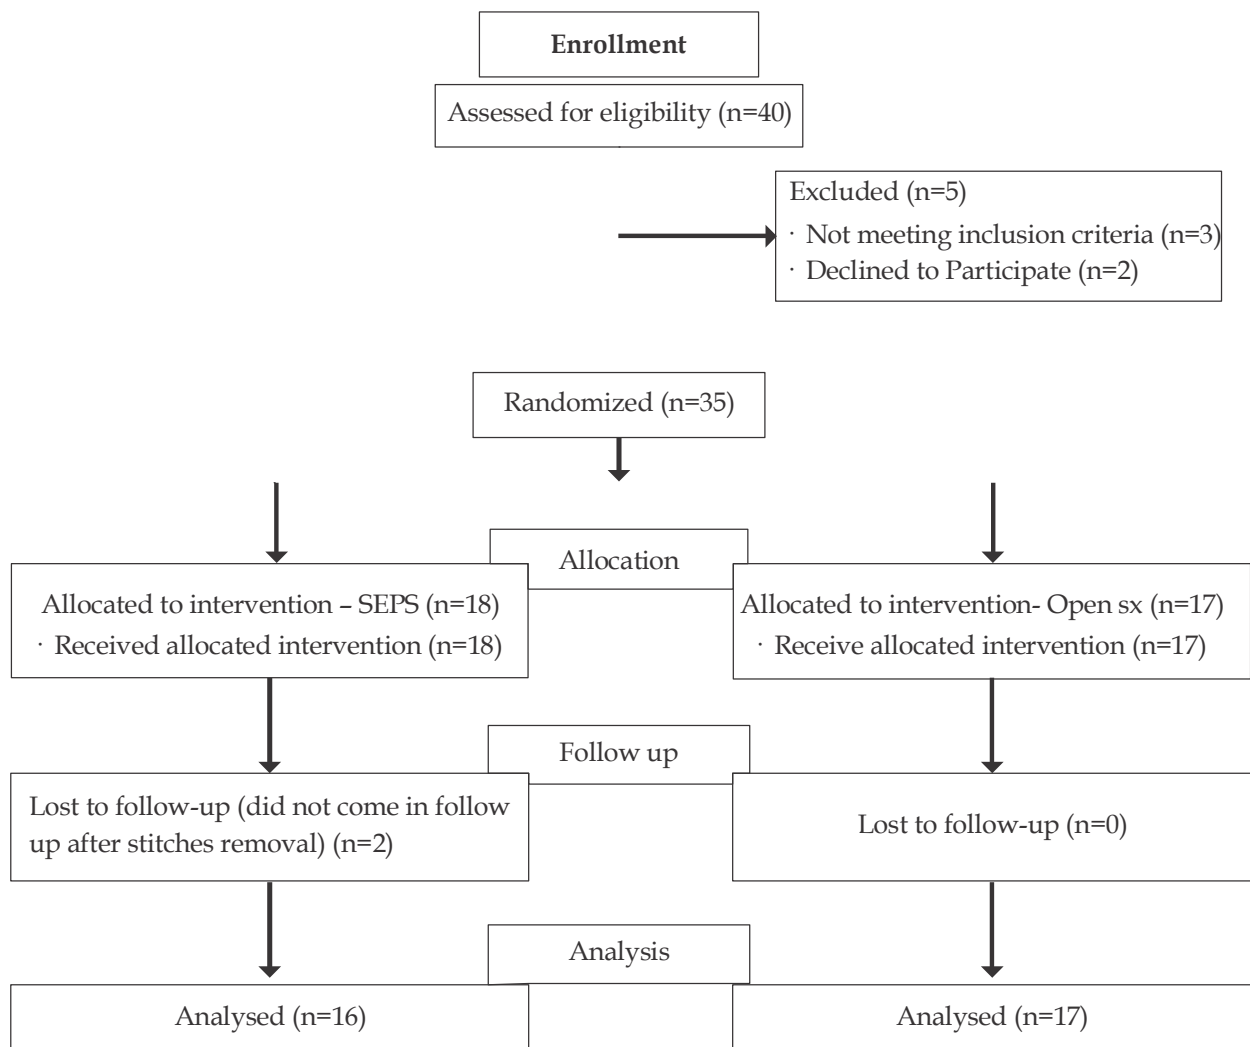 Enrollment
Assessed for eligibility (n=40)
Excluded (n=5)
· Not meeting inclusion criteria (n=3)
· Declined to Participate (n=2)
Randomized (n=35)
Allocation
Allocated to intervention – SEPS (n=18)
· Received allocated intervention (n=18)
Allocated to intervention- Open sx (n=17)
· Receive allocated intervention (n=17)
Follow up
Lost to follow-up (did not come in follow
up after stitches removal) (n=2)
Lost to follow-up (n=0)
Analysis
Analysed (n=16)
Analysed (n=17)